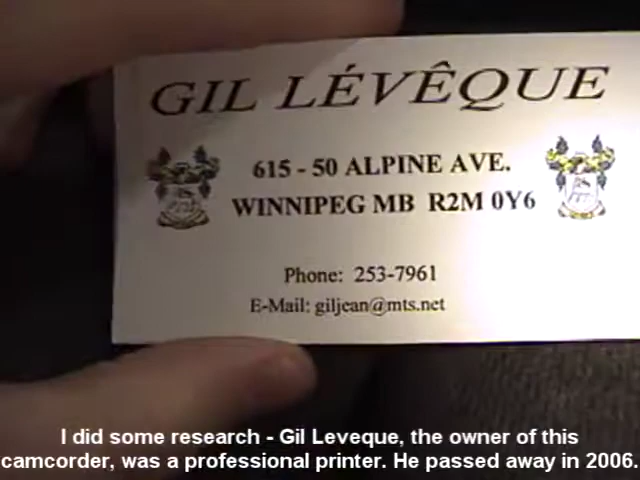 GIL LÉVÊQUE
615 - 50 ALPINE AVE.
WINNIPEG MB R2M 0Y6
Phone: 253-7961
E-Mail: giljean@mts.net
I did some research - Gil Leveque, the owner of this
camcorder, was a professional printer. He passed away in 2006.